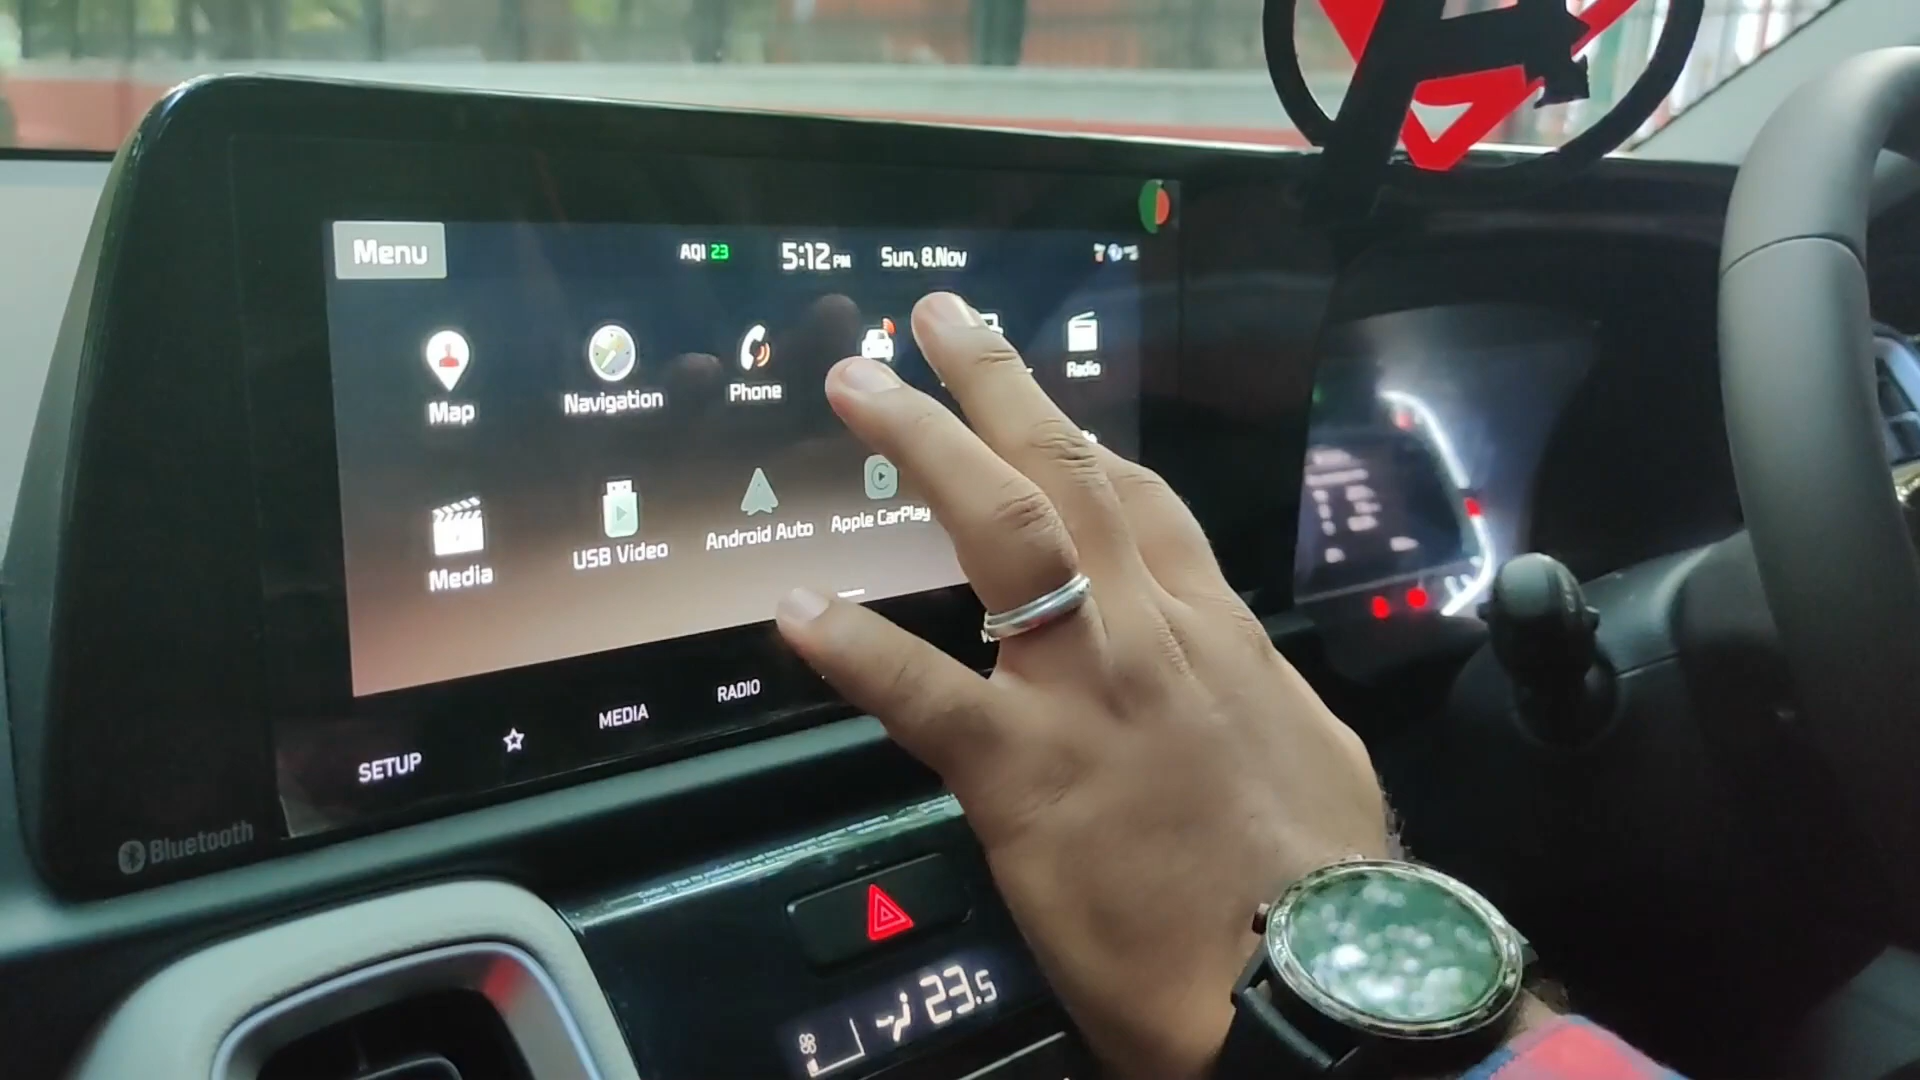 Menu
AQI 23
5:12 PM
Sun, 8.Nov
Map
Navigation
Phone
Radio
Media
USB Video
Android Auto
Apple CarPlay
SETUP
MEDIA
RADIO
Bluetooth
23.5